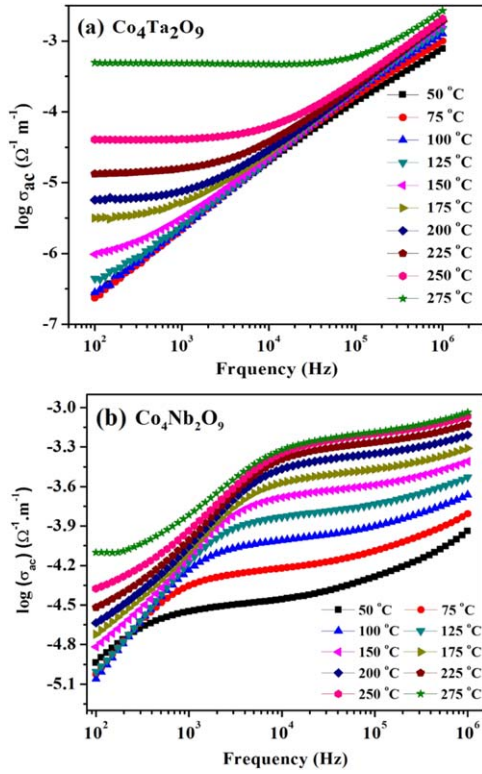 (a) Co4Ta2O9
log σac (Ω-1 m-1)
-3
-4
-5
-6
-7
50 °C
75 °C
100 °C
125 °C
150 °C
175 °C
200 °C
225 °C
250 °C
275 °C
10^2 10^3 10^4 10^5 10^6
Frquency (Hz)
(b) Co4Nb2O9
log (σac) (Ω-1.m-1)
-3.0
-3.3
-3.6
-3.9
-4.2
-4.5
-4.8
-5.1
50 °C 75 °C
100 °C 125 °C
150 °C 175 °C
200 °C 225 °C
250 °C 275 °C
10^2 10^3 10^4 10^5 10^6
Frequency (Hz)